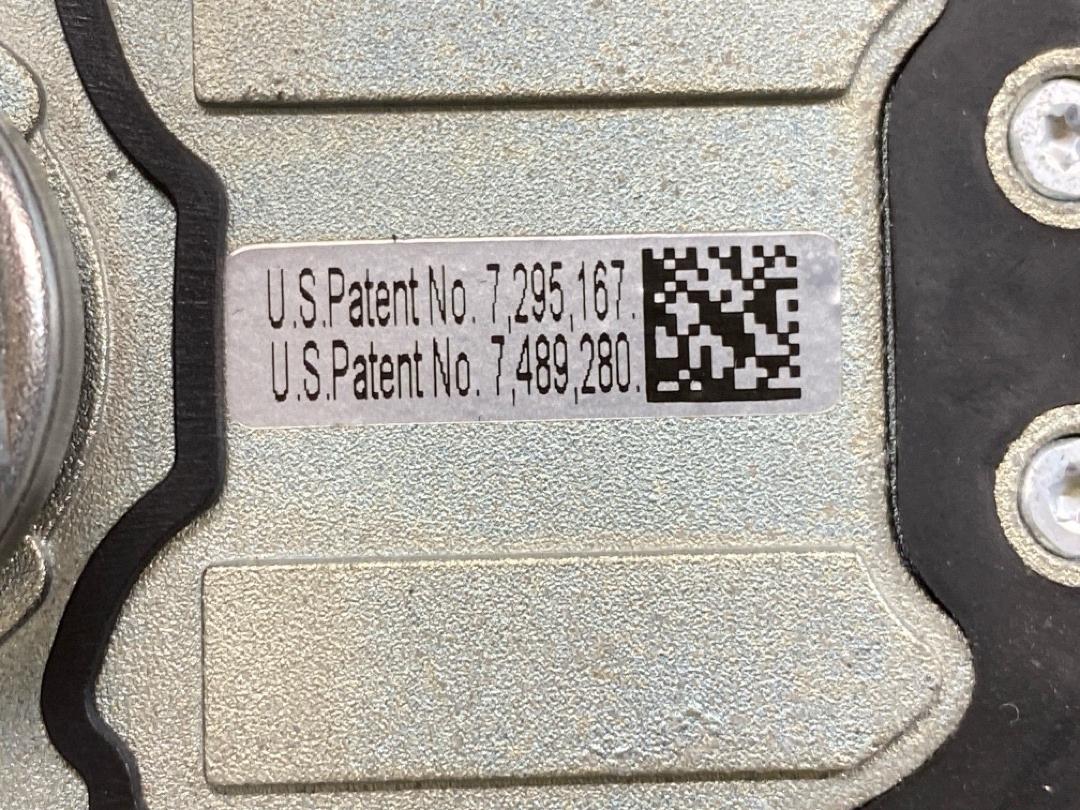 U.S.Patent No. 7,295,167.
U.S.Patent No. 7,489,280.